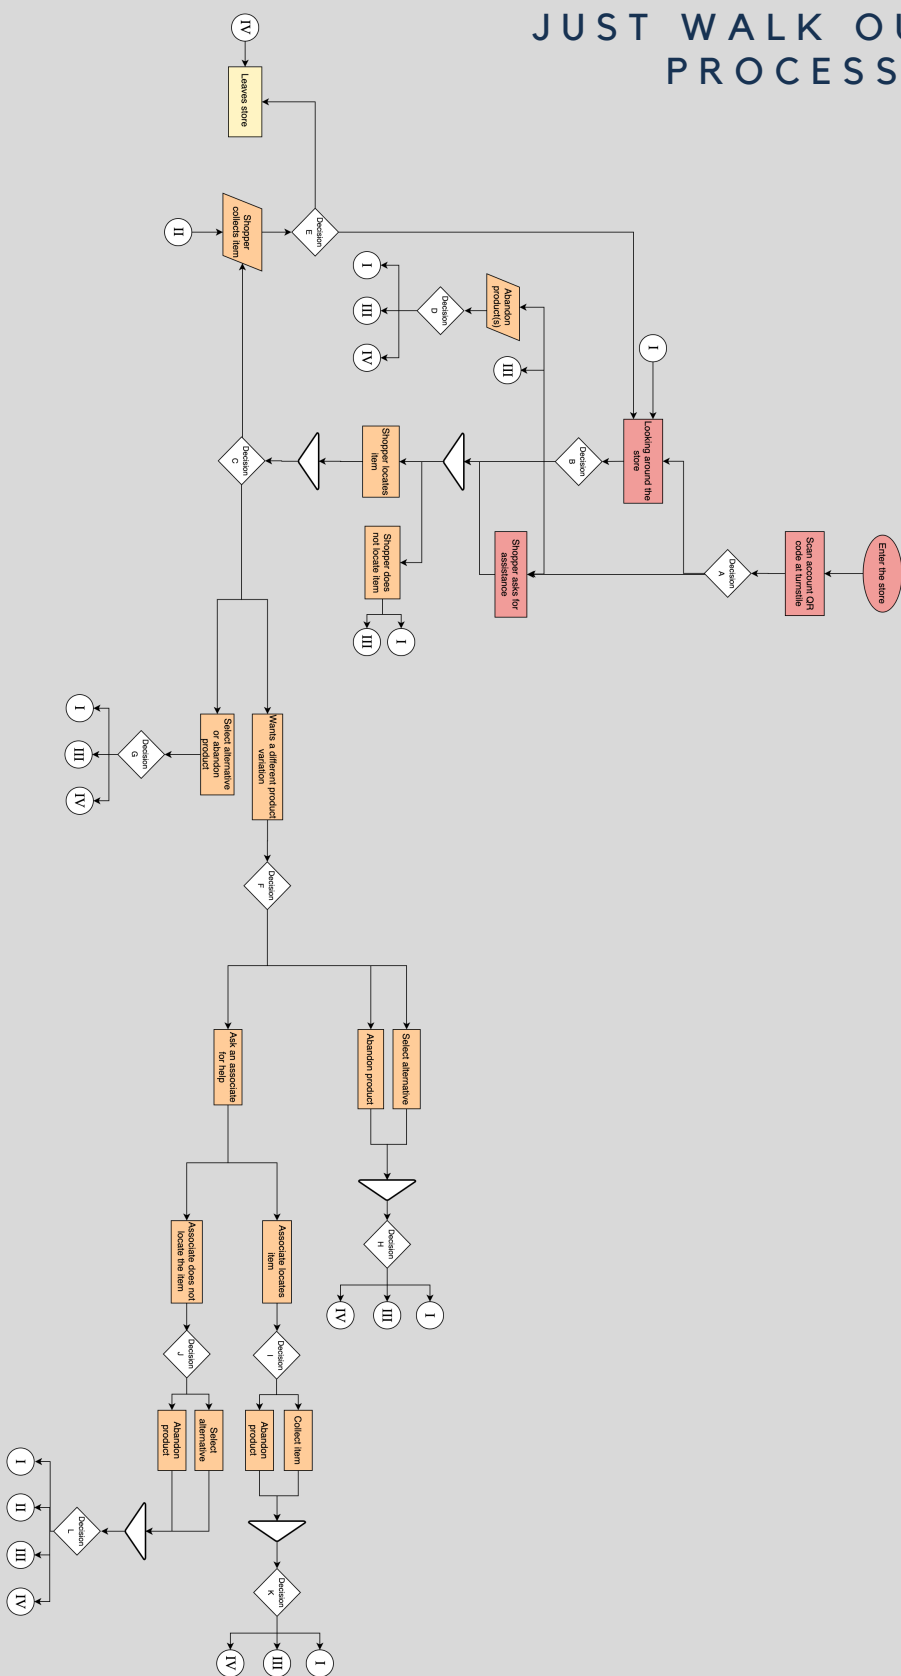 JUST WALK OU
PROCESS
Enter the store
Scan account QR
code at turnstile
Decision
A
I
Looking around the
store
Shopper asks for
assistance
Decision
B
III
Abandon
product(s)
Decision
D
I
III
IV
Shopper locates
item
Shopper does
not locate item
I
III
Decision
C
II
Shopper
collects item
Decision
E
IV
Leaves store
Wants a different product
variation
Select alternative
or abandon
product
Decision
G
I
III
IV
Decision
F
Select alternative
Abandon product
Ask an associate
for help
Decision
H
I
III
IV
Associate locates
item
Associate does not
locate the item
Decision
I
Decision
J
Collect item
Abandon
product
Select
alternative
Abandon
product
Decision
K
I
III
IV
Decision
L
I
II
III
IV